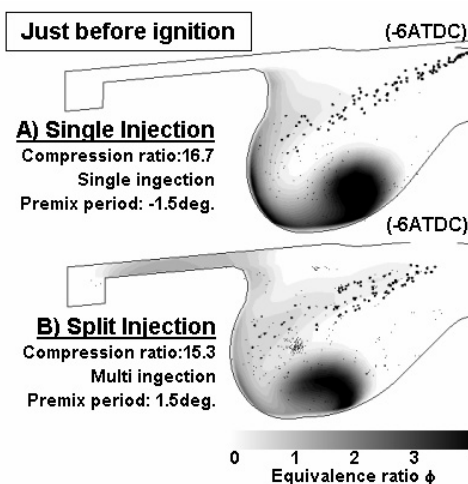 Just before ignition
(-6ATDC)
A) Single Injection
Compression ratio:16.7
Single ingection
Premix period: -1.5deg.
(-6ATDC)
B) Split Injection
Compression ratio:15.3
Multi ingection
Premix period: 1.5deg.
0 1 2 3
Equivalence ratio ϕ